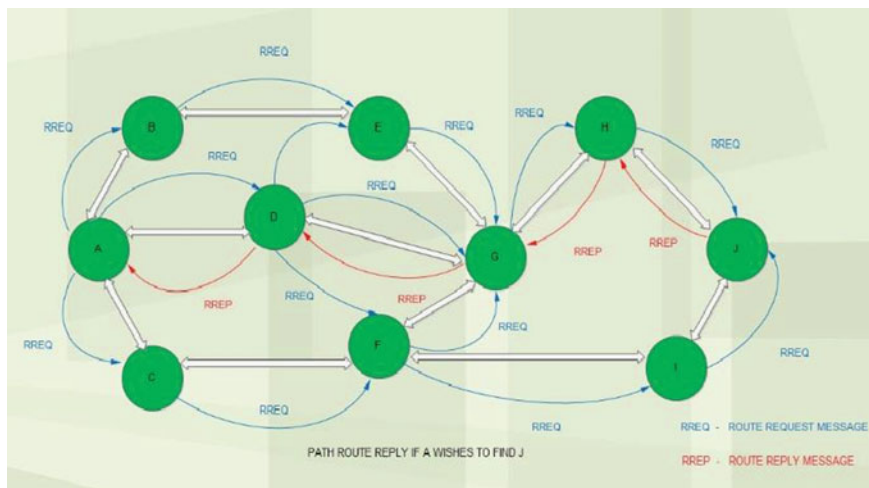 RREQ
B
E
RREQ
RREQ
RREQ
H
RREQ
RREQ
RREQ
RREQ
D
A
G
J
RREP
RREP
RREP
RREQ
RREP
RREQ
RREQ
F
RREQ
C
I
RREQ
RREQ
PATH ROUTE REPLY IF A WISHES TO FIND J
RREQ - ROUTE REQUEST MESSAGE
RREP - ROUTE REPLY MESSAGE